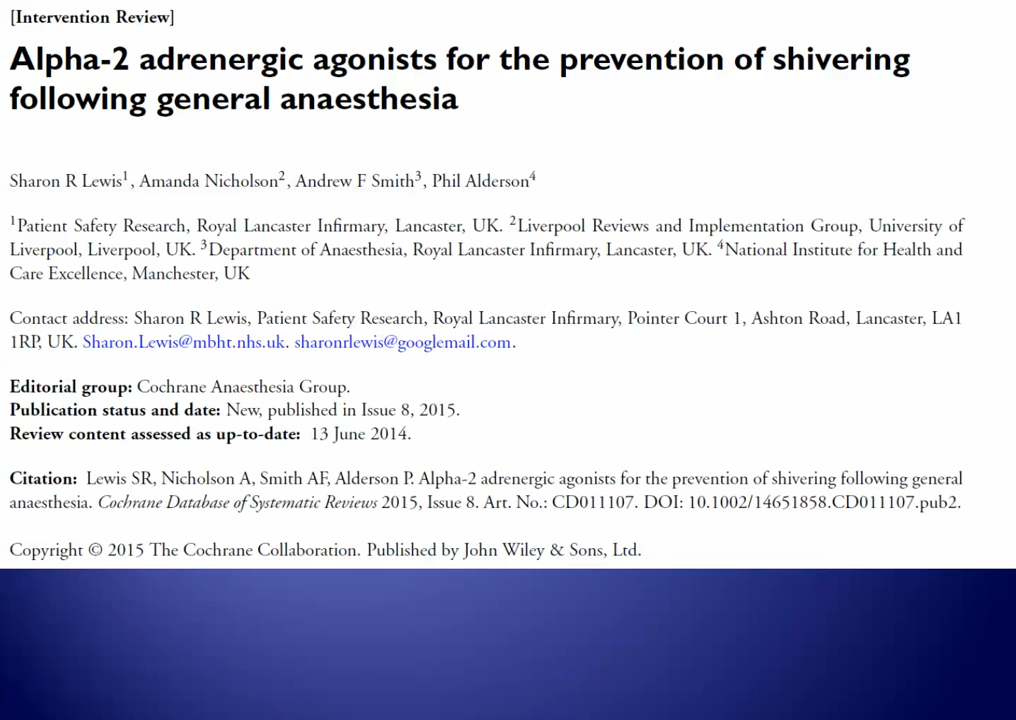 [Intervention Review]
Alpha-2 adrenergic agonists for the prevention of shivering
following general anaesthesia
Sharon R Lewis¹, Amanda Nicholson², Andrew F Smith³, Phil Alderson⁴
¹Patient Safety Research, Royal Lancaster Infirmary, Lancaster, UK. ²Liverpool Reviews and Implementation Group, University of
Liverpool, Liverpool, UK. ³Department of Anaesthesia, Royal Lancaster Infirmary, Lancaster, UK. ⁴National Institute for Health and
Care Excellence, Manchester, UK
Contact address: Sharon R Lewis, Patient Safety Research, Royal Lancaster Infirmary, Pointer Court 1, Ashton Road, Lancaster, LA1
1RP, UK. Sharon.Lewis@mbht.nhs.uk. sharonrlewis@googlemail.com.
Editorial group: Cochrane Anaesthesia Group.
Publication status and date: New, published in Issue 8, 2015.
Review content assessed as up-to-date: 13 June 2014.
Citation: Lewis SR, Nicholson A, Smith AF, Alderson P. Alpha-2 adrenergic agonists for the prevention of shivering following general
anaesthesia. Cochrane Database of Systematic Reviews 2015, Issue 8. Art. No.: CD011107. DOI: 10.1002/14651858.CD011107.pub2.
Copyright © 2015 The Cochrane Collaboration. Published by John Wiley & Sons, Ltd.